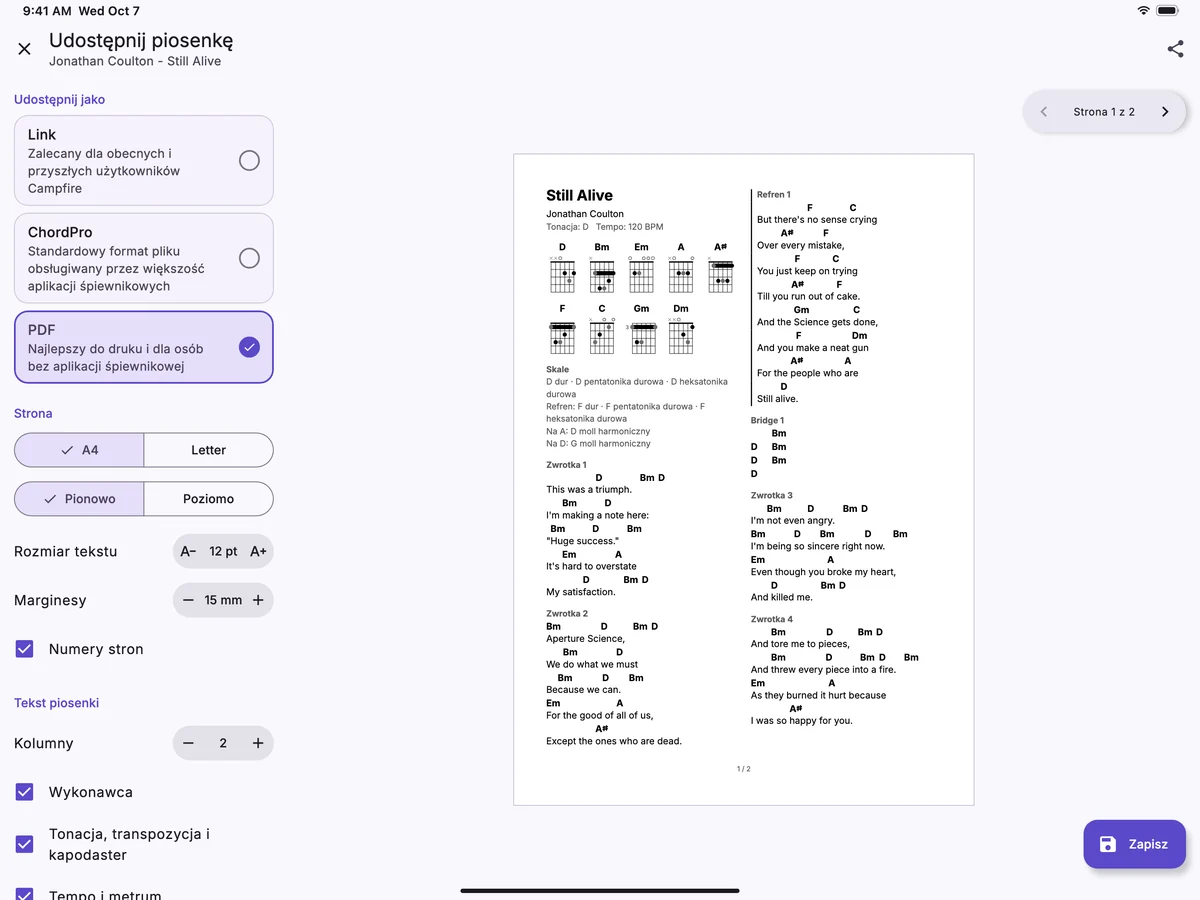 9:41 AM Wed Oct 7
Udostępnij piosenkę
Jonathan Coulton - Still Alive
Udostępnij jako
Link
Zalecany dla obecnych i
przyszłych użytkowników
Campfire
ChordPro
Standardowy format pliku
obsługiwany przez większość
aplikacji śpiewnikowych
PDF
Najlepszy do druku i dla osób
bez aplikacji śpiewnikowej
Strona
A4 Letter
Pionowo Poziomo
Rozmiar tekstu A− 12 pt A+
Marginesy − 15 mm +
Numery stron
Tekst piosenki
Kolumny − 2 +
Wykonawca
Tonacja, transpozycja i
kapodaster
Tempo i metrum
Strona 1 z 2
Still Alive
Jonathan Coulton
Tonacja: D Tempo: 120 BPM
D Bm Em A A#
F C Gm Dm
3
Skale
D dur · D pentatonika durowa · D heksatonika
durowa
Refren: F dur · F pentatonika durowa · F
heksatonika durowa
Na A: D moll harmoniczny
Na D: G moll harmoniczny
Zwrotka 1
D Bm D
This was a triumph.
Bm D
I'm making a note here:
Bm D Bm
"Huge success."
Em A
It's hard to overstate
D Bm D
My satisfaction.
Zwrotka 2
Bm D Bm D
Aperture Science,
Bm D
We do what we must
Bm D Bm
Because we can.
Em A
For the good of all of us,
A#
Except the ones who are dead.
Refren 1
F C
But there's no sense crying
A# F
Over every mistake,
F C
You just keep on trying
A# F
Till you run out of cake.
Gm C
And the Science gets done,
F Dm
And you make a neat gun
A# A
For the people who are
D
Still alive.
Bridge 1
Bm
D Bm
D Bm
D
Zwrotka 3
Bm D Bm D
I'm not even angry.
Bm D Bm D Bm
I'm being so sincere right now.
Em A
Even though you broke my heart,
D Bm D
And killed me.
Zwrotka 4
Bm D Bm D
And tore me to pieces,
Bm D Bm D Bm
And threw every piece into a fire.
Em A
As they burned it hurt because
A#
I was so happy for you.
1 / 2
Zapisz